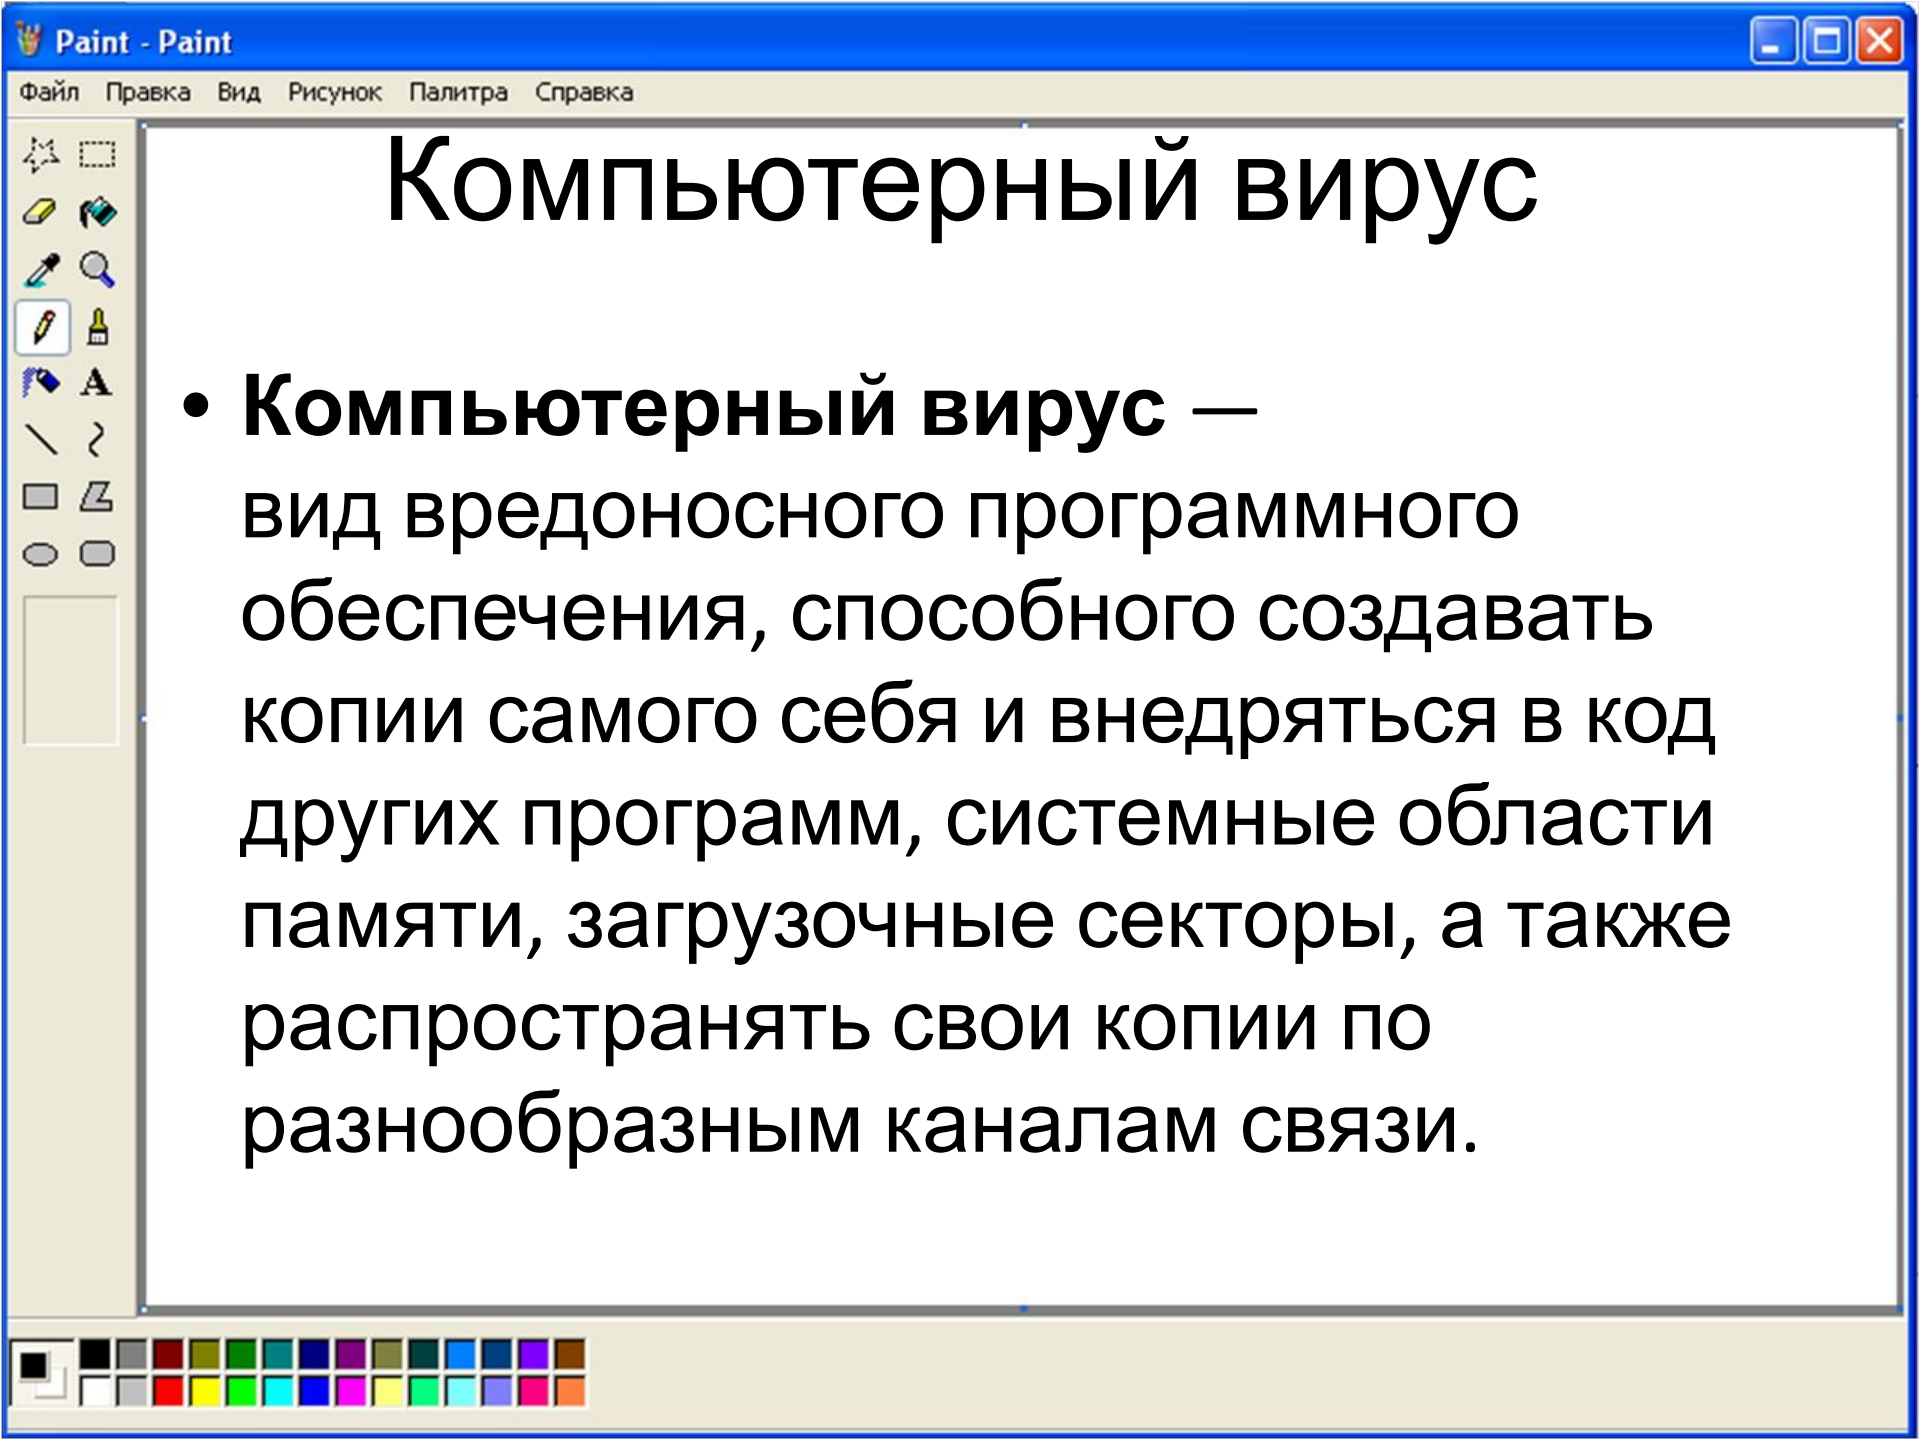 Paint - Paint
Файл Правка Вид Рисунок Палитра Справка
Компьютерный вирус
A
• Компьютерный вирус —
вид вредоносного программного
обеспечения, способного создавать
копии самого себя и внедряться в код
других программ, системные области
памяти, загрузочные секторы, а также
распространять свои копии по
разнообразным каналам связи.